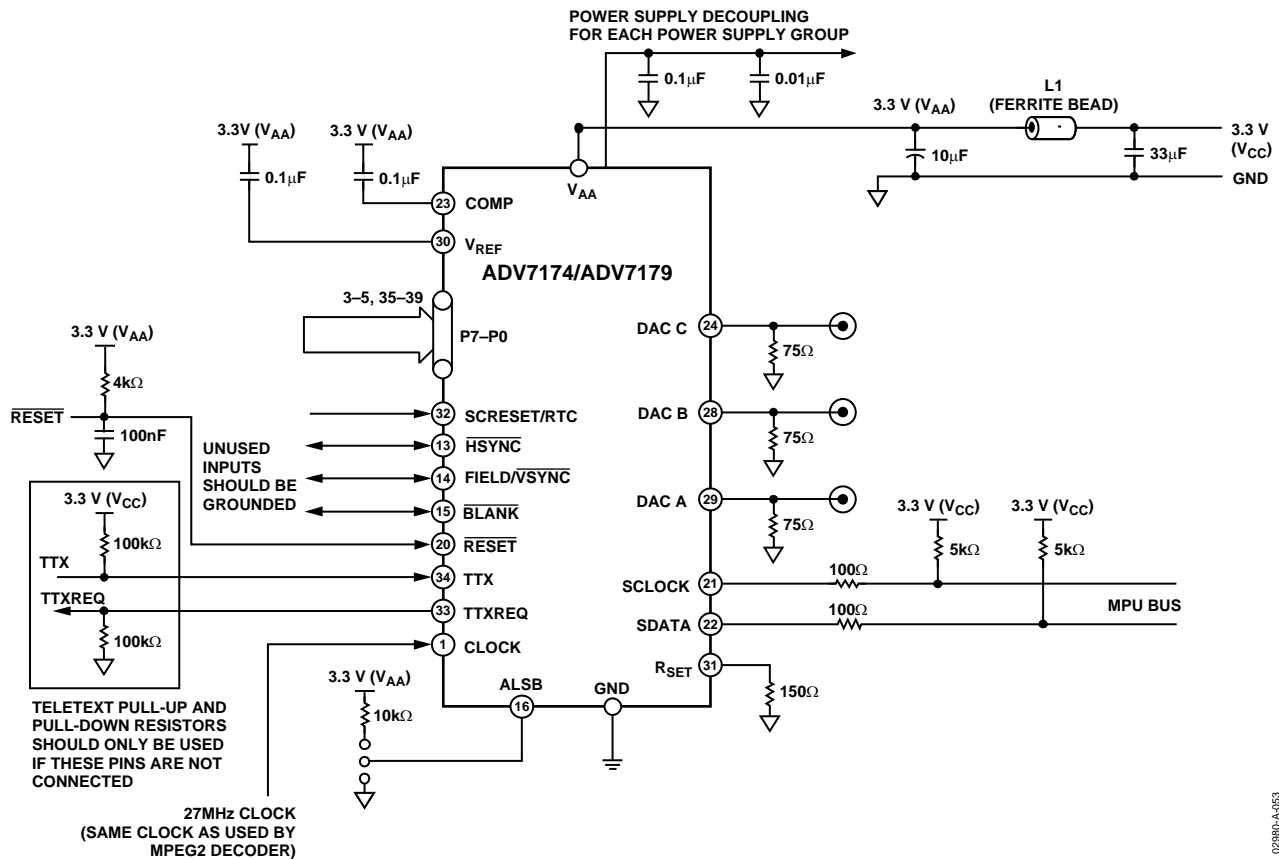 POWER SUPPLY DECOUPLING
FOR EACH POWER SUPPLY GROUP
0.1μF
0.01μF
L1
(FERRITE BEAD)
3.3 V (VAA)
3.3 V
(VCC)
10μF
33μF
GND
3.3V (VAA)
3.3 V (VAA)
0.1μF
0.1μF
VAA
23
COMP
30
VREF
ADV7174/ADV7179
3–5, 35–39
P7–P0
3.3 V (VAA)
4kΩ
RESET
100nF
UNUSED
INPUTS
SHOULD BE
GROUNDED
32
SCRESET/RTC
13
HSYNC
14
FIELD/VSYNC
15
BLANK
20
RESET
34
TTX
33
TTXREQ
1
CLOCK
DAC C
24
75Ω
DAC B
28
75Ω
DAC A
29
75Ω
3.3 V (VCC)
3.3 V (VCC)
5kΩ
5kΩ
SCLOCK
21
100Ω
MPU BUS
SDATA
22
100Ω
RSET
31
150Ω
3.3 V (VCC)
100kΩ
TTX
TTXREQ
100kΩ
TELETEXT PULL-UP AND
PULL-DOWN RESISTORS
SHOULD ONLY BE USED
IF THESE PINS ARE NOT
CONNECTED
3.3 V (VAA)
10kΩ
ALSB
16
GND
27MHz CLOCK
(SAME CLOCK AS USED BY
MPEG2 DECODER)
02980-A-053